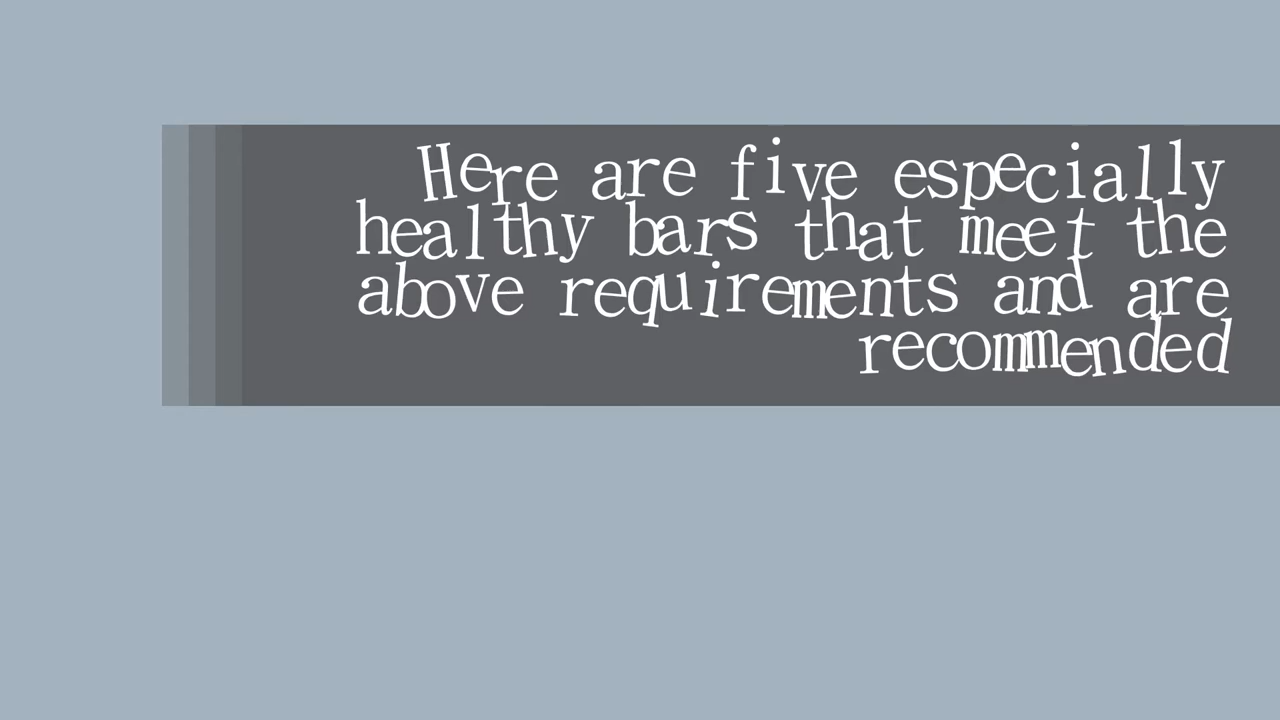 Here are five especially
healthy bars that meet the
above requirements and are
recommended